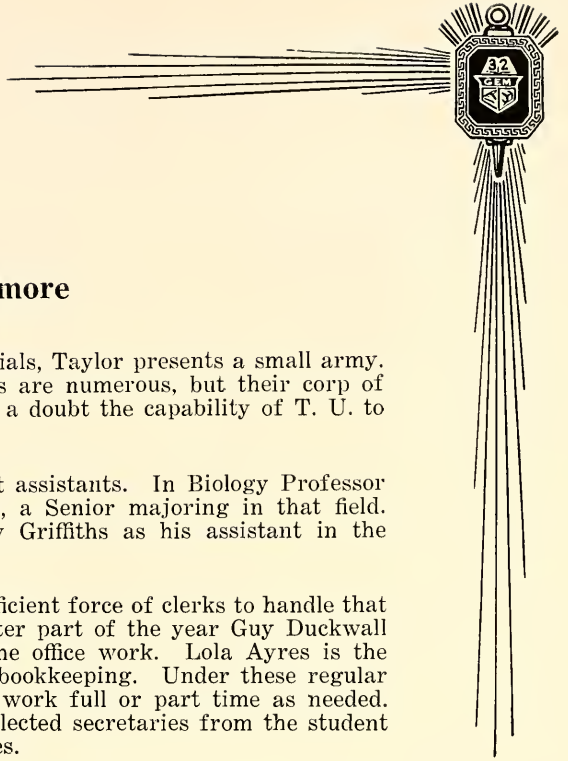 32
GEM
T U
more
ials, Taylor presents a small army.
s are numerous, but their corp of
a doubt the capability of T. U. to
t assistants. In Biology Professor
, a Senior majoring in that field.
y Griffiths as his assistant in the
ficient force of clerks to handle that
ter part of the year Guy Duckwall
ne office work. Lola Ayres is the
bookkeeping. Under these regular
work full or part time as needed.
lected secretaries from the student
es.